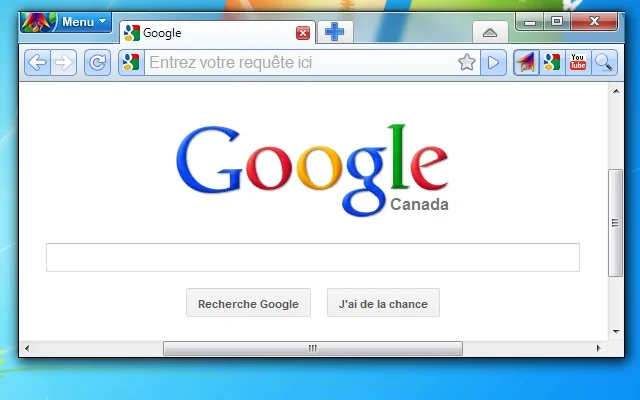 Menu
Google
Entrez votre requête ici
You
Tube
Google
Canada
Recherche Google
J'ai de la chance